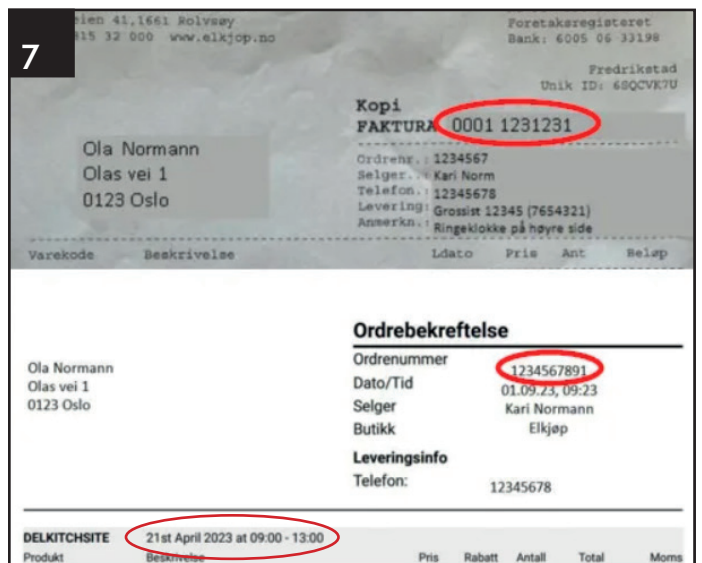 7
eien 41,1661 Rolvsøy
815 32 000 www.elkjop.no
Foretaksregisteret
Bank: 6005 06 33198
Fredrikstad
Unik ID: 6SQCVK7U
Kopi
FAKTURA 0001 1231231
Ola Normann
Olas vei 1
0123 Oslo
Ordrenr.: 1234567
Selger..: Kari Norm
Telefon.: 12345678
Levering: Grossist 12345 (7654321)
Anmerkn.: Ringeklokke på høyre side
Varekode Beskrivelse Ldato Pris Ant Beløp
Ordrebekreftelse
Ola Normann
Olas vei 1
0123 Oslo
Ordrenummer 1234567891
Dato/Tid 01.09.23, 09:23
Selger Kari Normann
Butikk Elkjøp
Leveringsinfo
Telefon: 12345678
DELKITCHSITE 21st April 2023 at 09:00 - 13:00
Produkt Beskrivelse Pris Rabatt Antall Total Moms